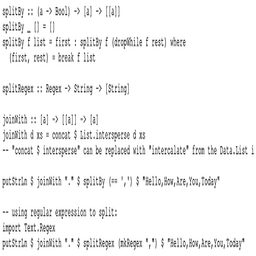 splitBy :: (a -> Bool) -> [a] -> [[a]]
splitBy _ [] = []
splitBy f list = first : splitBy f (dropWhile f rest) where
  (first, rest) = break f list
splitRegex :: Regex -> String -> [String]
joinWith :: [a] -> [[a]] -> [a]
joinWith d xs = concat $ List.intersperse d xs
-- "concat $ intersperse" can be replaced with "intercalate" from the Data.List i
putStrLn $ joinWith "." $ splitBy (== ',') $ "Hello,How,Are,You,Today"
-- using regular expression to split:
import Text.Regex
putStrLn $ joinWith "." $ splitRegex (mkRegex ",") $ "Hello,How,Are,You,Today"